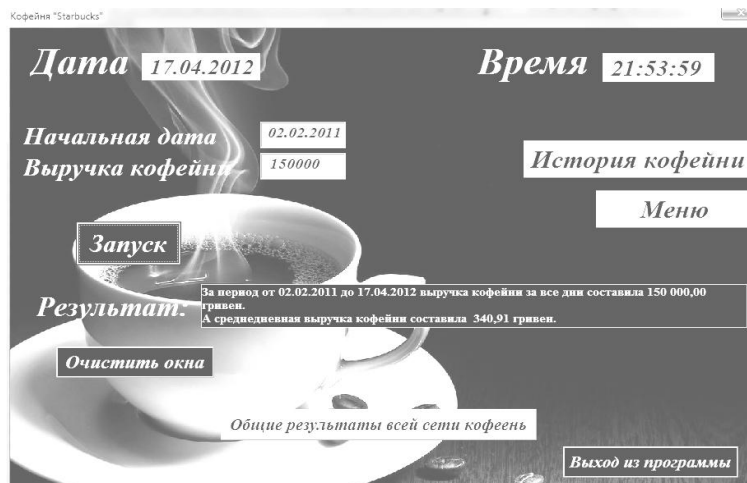 Кофейня "Starbucks"
Дата 17.04.2012 Время 21:53:59
Начальная дата 02.02.2011
Выручка кофейни 150000
История кофейни
Меню
Запуск
Результат: За период от 02.02.2011 до 17.04.2012 выручка кофейни за все дни составила 150 000,00
гривен.
А среднедневная выручка кофейни составила 340,91 гривен.
Очистить окна
Общие результаты всей сети кофеень
Выход из программы